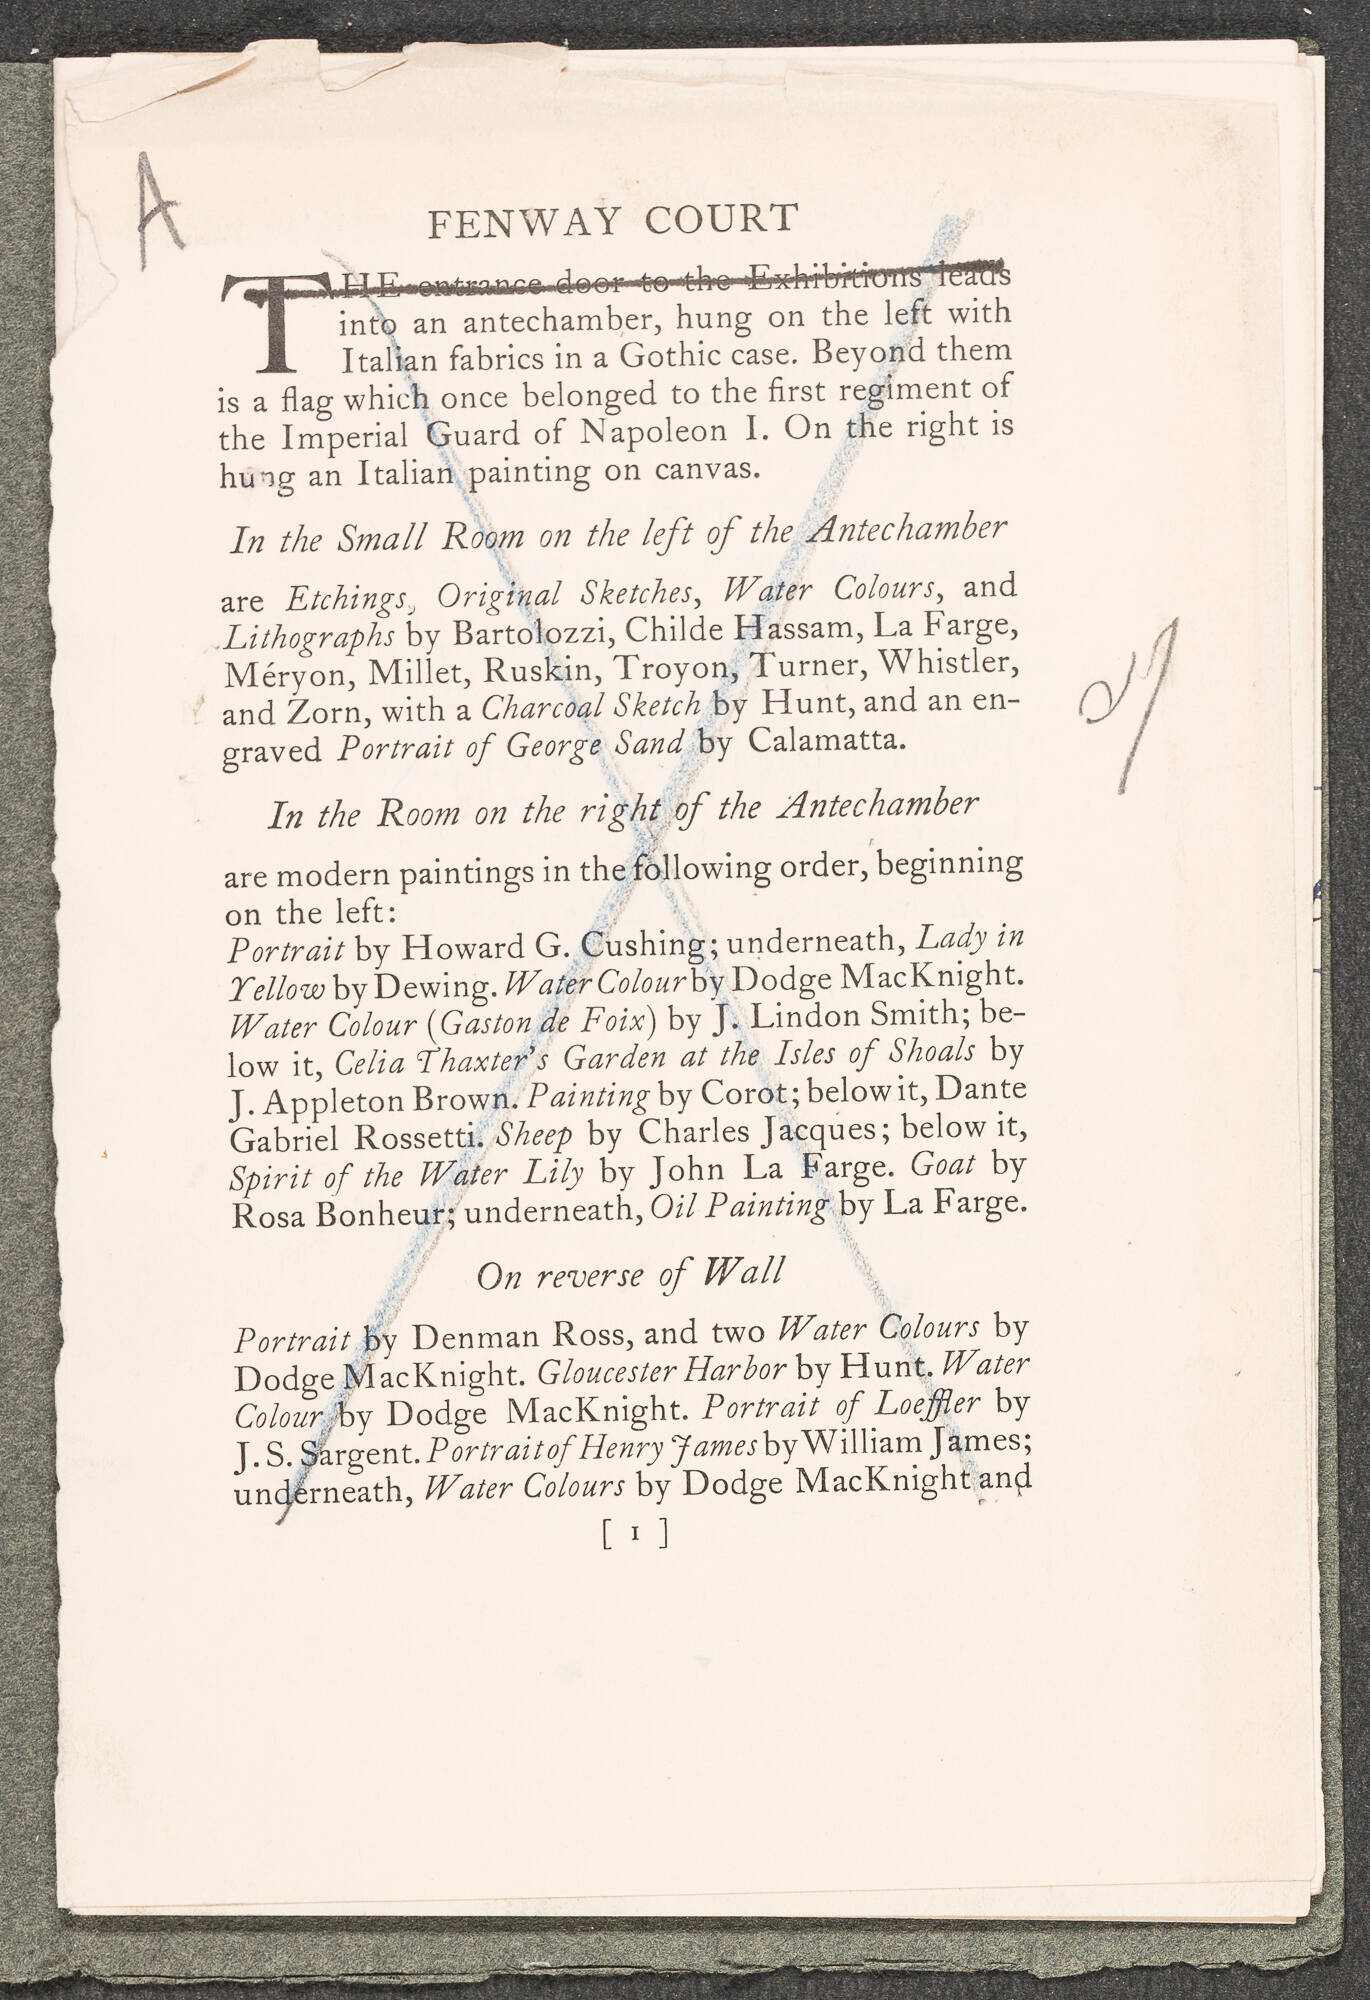 A
FENWAY COURT
THE entrance door to the Exhibitions leads
into an antechamber, hung on the left with
Italian fabrics in a Gothic case. Beyond them
is a flag which once belonged to the first regiment of
the Imperial Guard of Napoleon I. On the right is
hung an Italian painting on canvas.
In the Small Room on the left of the Antechamber
are Etchings, Original Sketches, Water Colours, and
Lithographs by Bartolozzi, Childe Hassam, La Farge,
Méryon, Millet, Ruskin, Troyon, Turner, Whistler,
and Zorn, with a Charcoal Sketch by Hunt, and an en-
graved Portrait of George Sand by Calamatta.
In the Room on the right of the Antechamber
are modern paintings in the following order, beginning
on the left:
Portrait by Howard G. Cushing; underneath, Lady in
Yellow by Dewing. Water Colour by Dodge MacKnight.
Water Colour (Gaston de Foix) by J. Lindon Smith; be-
low it, Celia Thaxter's Garden at the Isles of Shoals by
J. Appleton Brown. Painting by Corot; below it, Dante
Gabriel Rossetti. Sheep by Charles Jacques; below it,
Spirit of the Water Lily by John La Farge. Goat by
Rosa Bonheur; underneath, Oil Painting by La Farge.
On reverse of Wall
Portrait by Denman Ross, and two Water Colours by
Dodge MacKnight. Gloucester Harbor by Hunt. Water
Colour by Dodge MacKnight. Portrait of Loeffler by
J. S. Sargent. Portrait of Henry James by William James;
underneath, Water Colours by Dodge MacKnight and
[ 1 ]